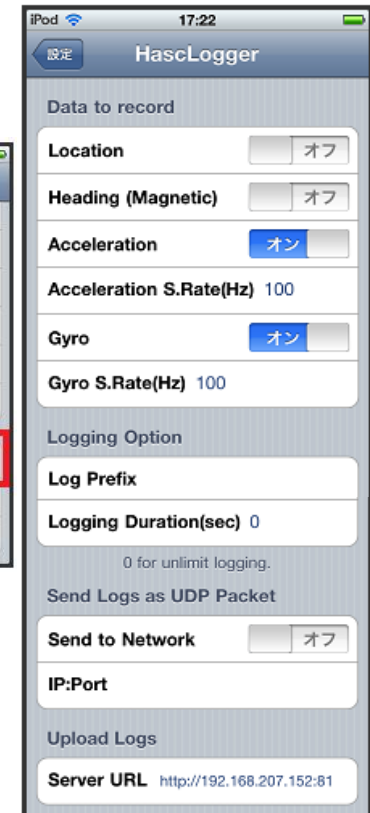 iPod 17:22
設定 HascLogger
Data to record
Location オフ
Heading (Magnetic) オフ
Acceleration オン
Acceleration S.Rate(Hz) 100
Gyro オン
Gyro S.Rate(Hz) 100
Logging Option
Log Prefix
Logging Duration(sec) 0
0 for unlimit logging.
Send Logs as UDP Packet
Send to Network オフ
IP:Port
Upload Logs
Server URL http://192.168.207.152:81